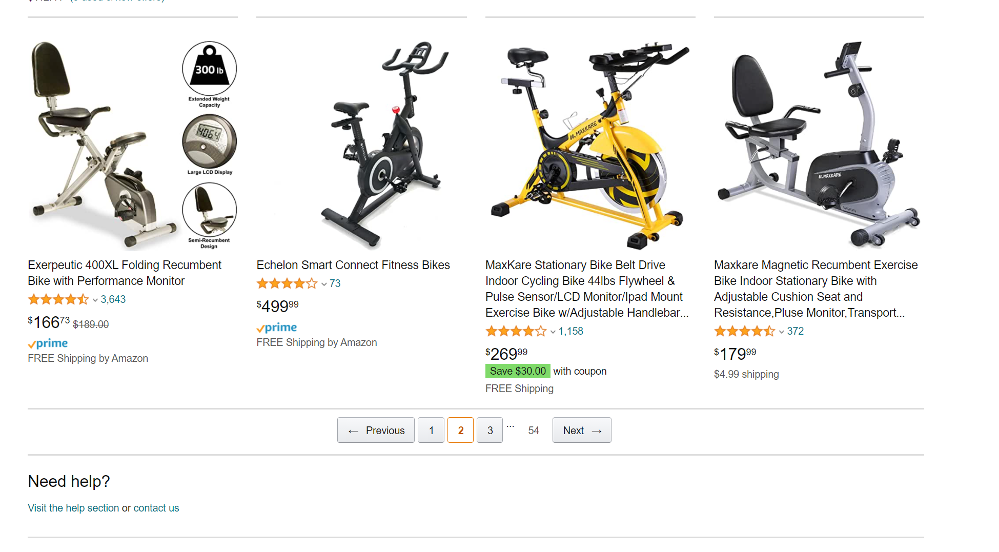 300 lb
Extended Weight
Capacity
Large LCD Display
Semi-Recumbent
Design
ECHELON
MAXKARE
MAXKARE
Exerpeutic 400XL Folding Recumbent
Bike with Performance Monitor
3,643
$16673 $189.00
prime
FREE Shipping by Amazon
Echelon Smart Connect Fitness Bikes
73
$49999
prime
FREE Shipping by Amazon
MaxKare Stationary Bike Belt Drive
Indoor Cycling Bike 44lbs Flywheel &
Pulse Sensor/LCD Monitor/Ipad Mount
Exercise Bike w/Adjustable Handlebar...
1,158
$26999
Save $30.00 with coupon
FREE Shipping
Maxkare Magnetic Recumbent Exercise
Bike Indoor Stationary Bike with
Adjustable Cushion Seat and
Resistance,Pluse Monitor,Transport...
372
$17999
$4.99 shipping
← Previous 1 2 3 ... 54 Next →
Need help?
Visit the help section or contact us